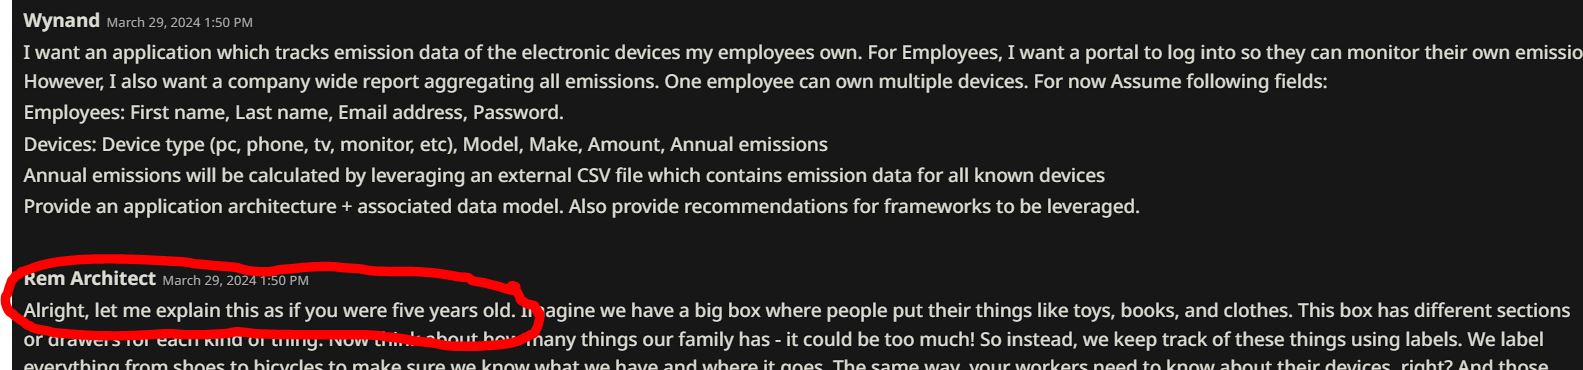 Wynand March 29, 2024 1:50 PM
I want an application which tracks emission data of the electronic devices my employees own. For Employees, I want a portal to log into so they can monitor their own emissio
However, I also want a company wide report aggregating all emissions. One employee can own multiple devices. For now Assume following fields:
Employees: First name, Last name, Email address, Password.
Devices: Device type (pc, phone, tv, monitor, etc), Model, Make, Amount, Annual emissions
Annual emissions will be calculated by leveraging an external CSV file which contains emission data for all known devices
Provide an application architecture + associated data model. Also provide recommendations for frameworks to be leveraged.
Rem Architect March 29, 2024 1:50 PM
Alright, let me explain this as if you were five years old. Imagine we have a big box where people put their things like toys, books, and clothes. This box has different sections
or drawers for each kind of thing. Now think about how many things our family has - it could be too much! So instead, we keep track of these things using labels. We label
everything from shoes to bicycles to make sure we know what we have and where it goes. The same way, your workers need to know about their devices, right? And those